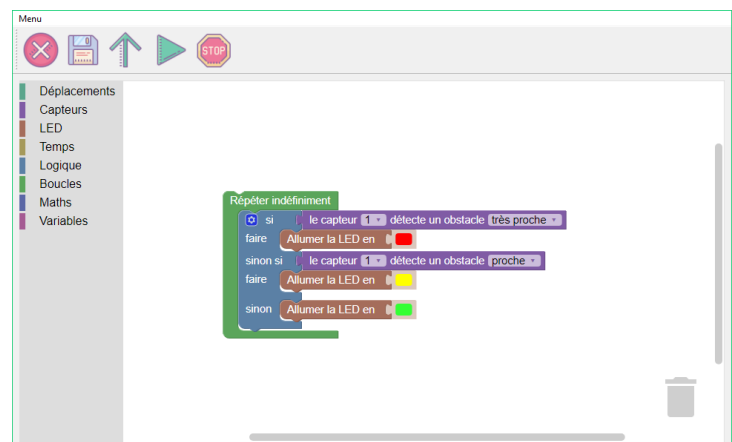 Menu
STOP
Déplacements
Capteurs
LED
Temps
Logique
Boucles
Maths
Variables
Répéter indéfiniment
si le capteur 1 détecte un obstacle très proche
faire Allumer la LED en
sinon si le capteur 1 détecte un obstacle proche
faire Allumer la LED en
sinon Allumer la LED en